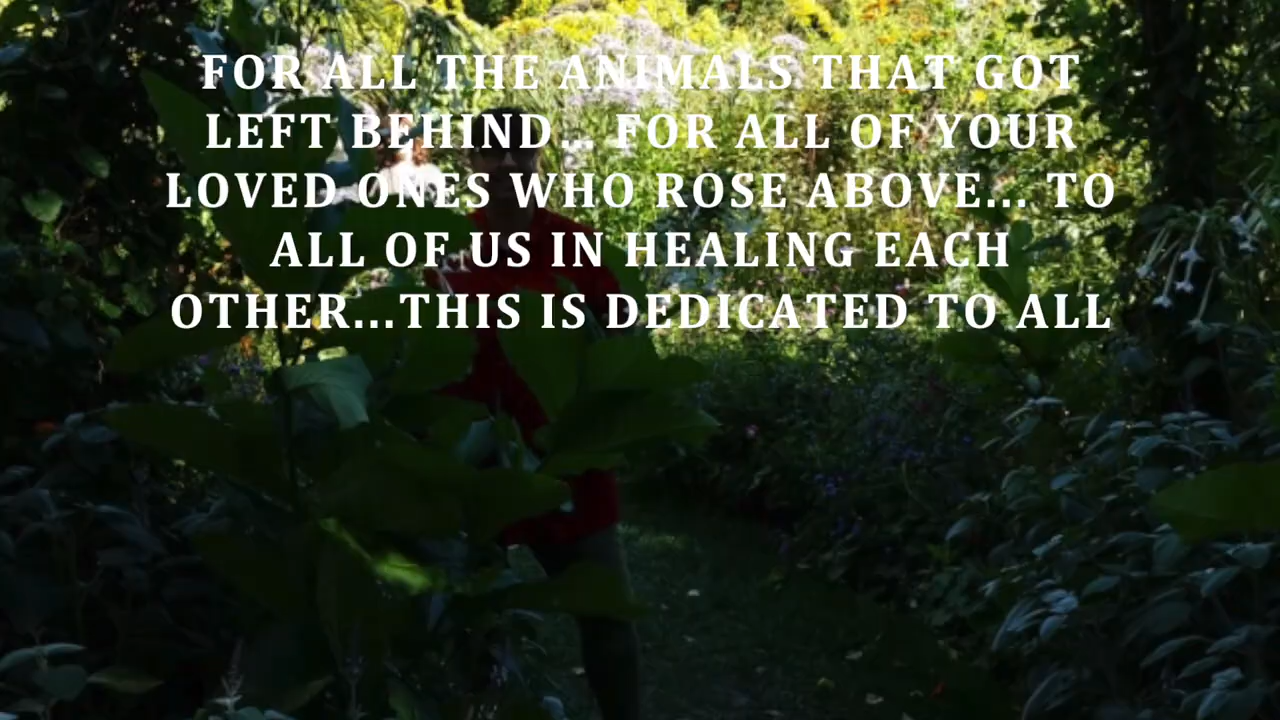 FOR ALL THE ANIMALS THAT GOT
LEFT BEHIND... FOR ALL OF YOUR
LOVED ONES WHO ROSE ABOVE... TO
ALL OF US IN HEALING EACH
OTHER...THIS IS DEDICATED TO ALL